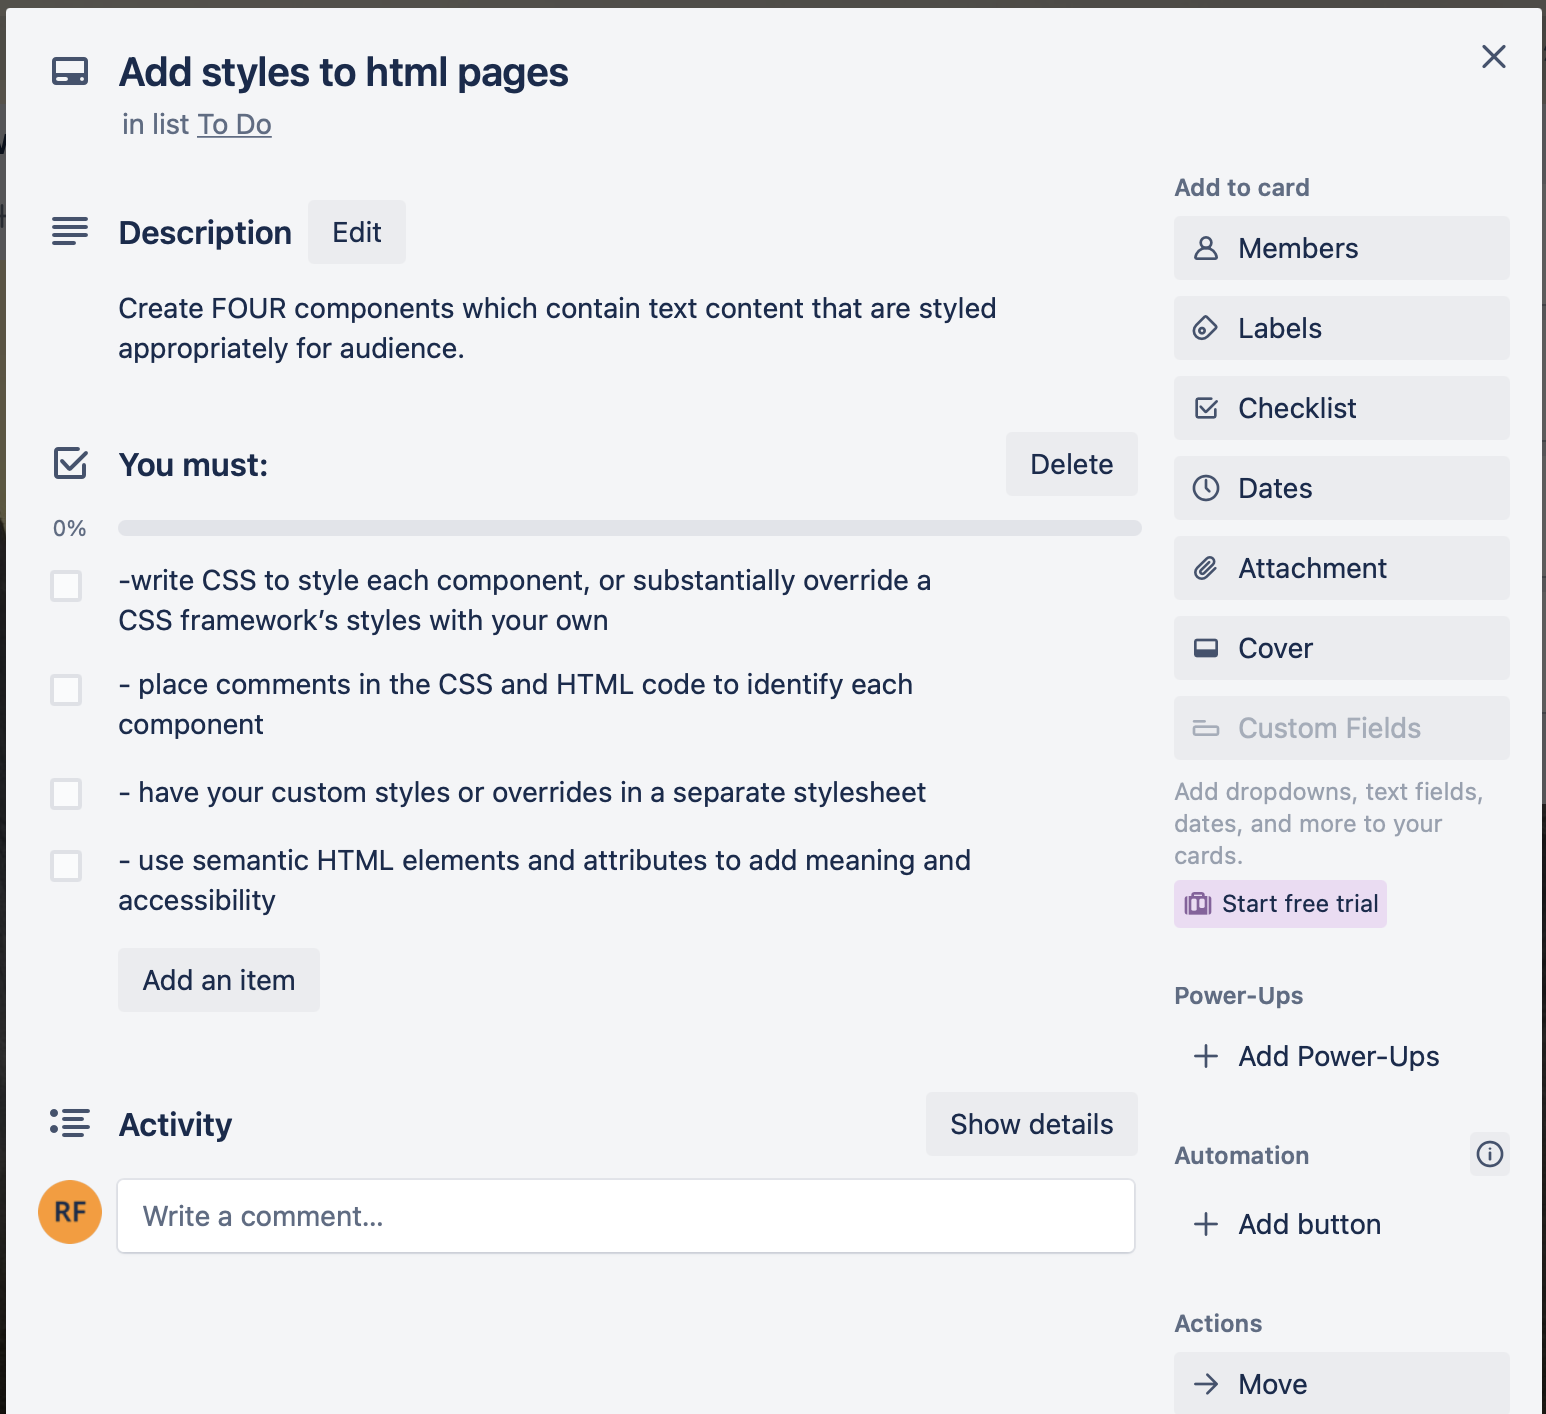 Add styles to html pages
in list To Do
Description
Edit
Create FOUR components which contain text content that are styled
appropriately for audience.
You must:
Delete
0%
-write CSS to style each component, or substantially override a
CSS framework’s styles with your own
- place comments in the CSS and HTML code to identify each
component
- have your custom styles or overrides in a separate stylesheet
- use semantic HTML elements and attributes to add meaning and
accessibility
Add an item
Activity
Show details
RF
Write a comment…
Add to card
Members
Labels
Checklist
Dates
Attachment
Cover
Custom Fields
Add dropdowns, text fields,
dates, and more to your
cards.
Start free trial
Power-Ups
Add Power-Ups
Automation
Add button
Actions
Move